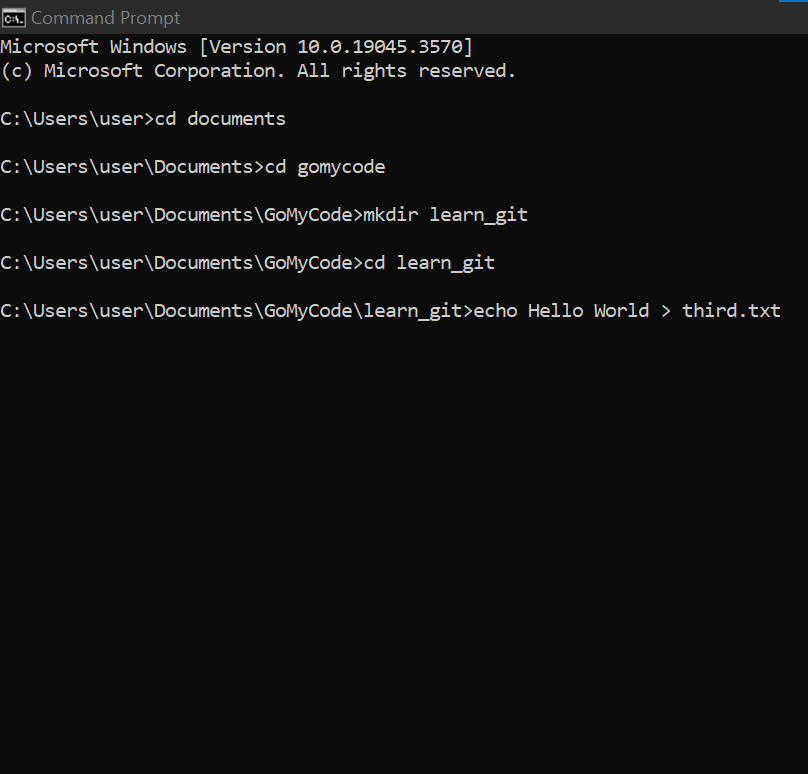 Command Prompt
Microsoft Windows [Version 10.0.19045.3570]
(c) Microsoft Corporation. All rights reserved.
C:\Users\user>cd documents
C:\Users\user\Documents>cd gomycode
C:\Users\user\Documents\GoMyCode>mkdir learn_git
C:\Users\user\Documents\GoMyCode>cd learn_git
C:\Users\user\Documents\GoMyCode\learn_git>echo Hello World > third.txt